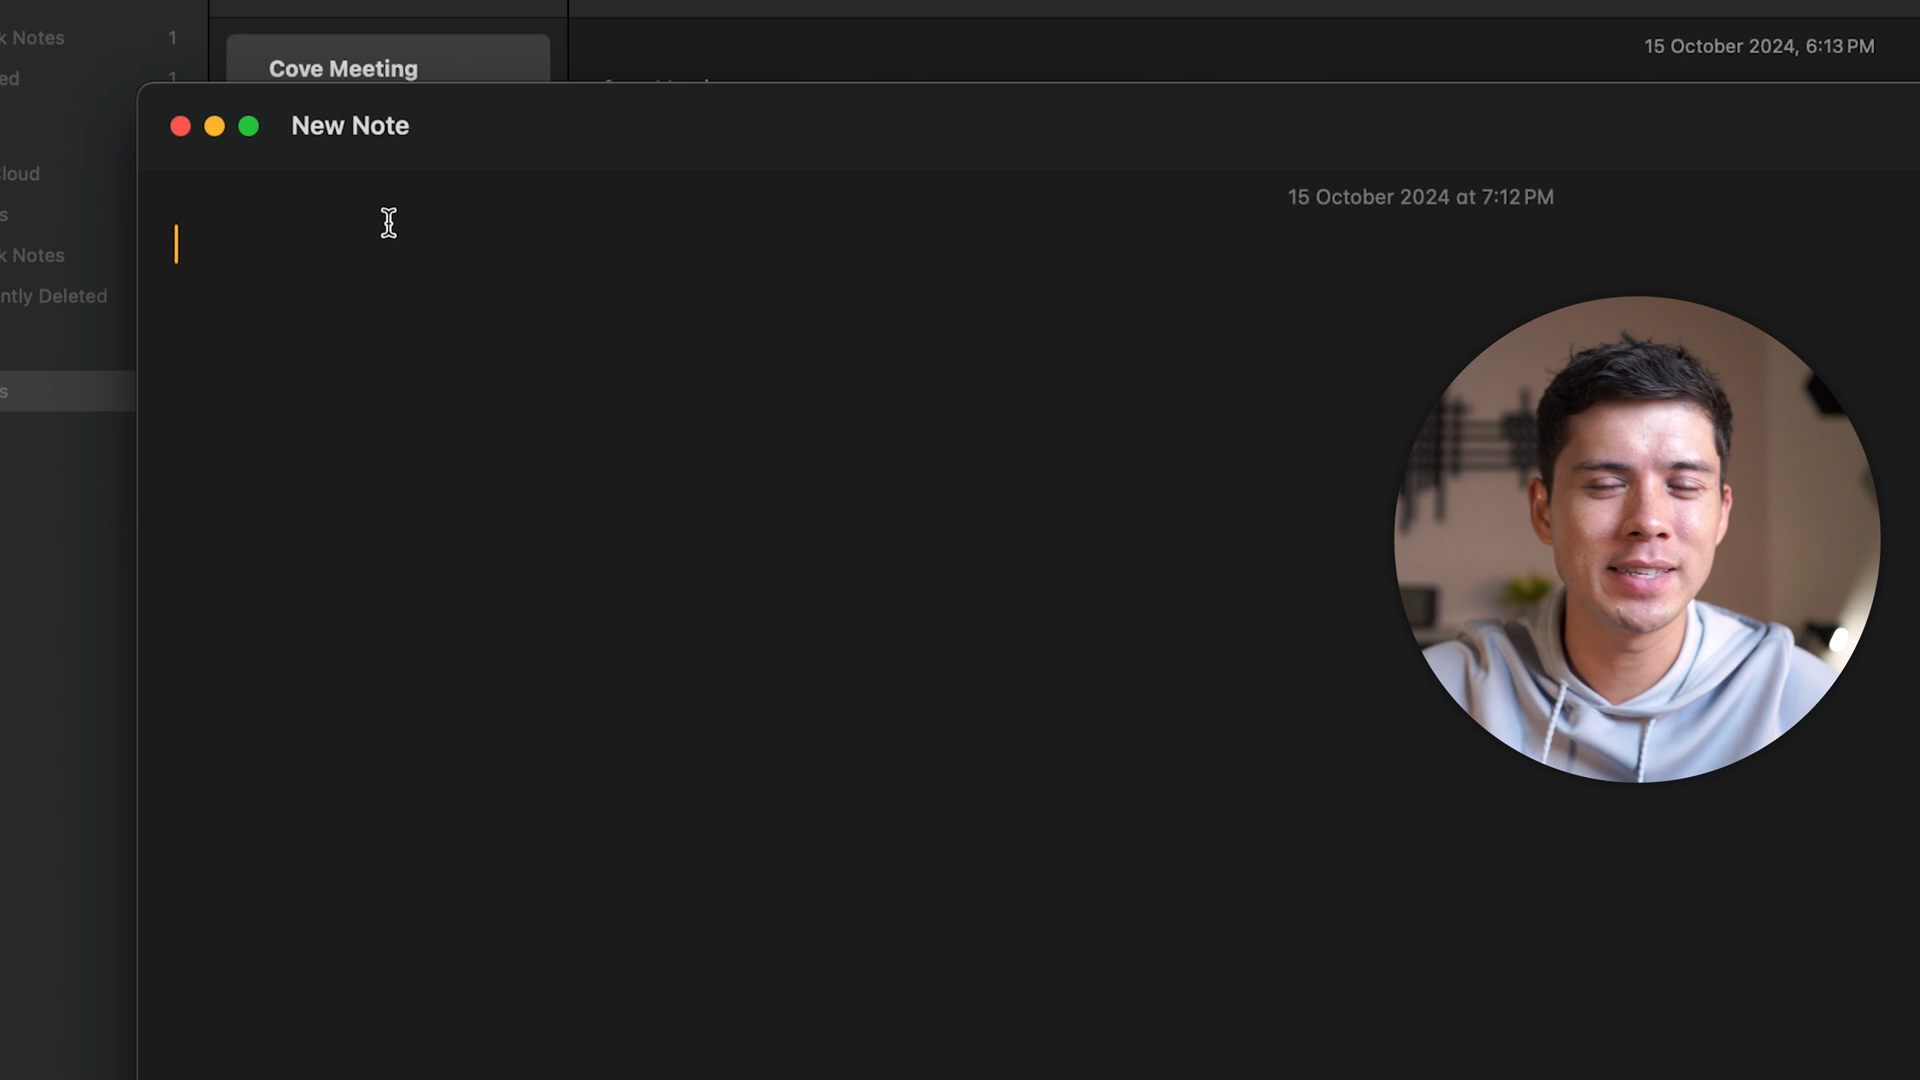 k Notes 1
ed 1
Cove Meeting
15 October 2024, 6:13 PM
New Note
15 October 2024 at 7:12 PM
Cloud
s
k Notes
ntly Deleted
s